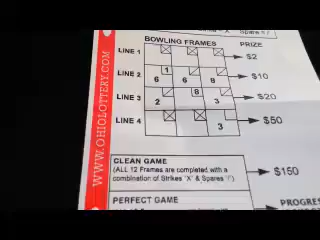 Spare "/"
BOWLING FRAMES PRIZE
LINE 1 $2
LINE 2 1 6 6 9 $10
LINE 3 8 2 3 $20
LINE 4 3 $50
CLEAN GAME
(ALL 12 Frames are completed with a
combination of Strikes "X" & Spares "/")
$150
PERFECT GAME
PROGRES
WWW.OHIOLOTTERY.COM